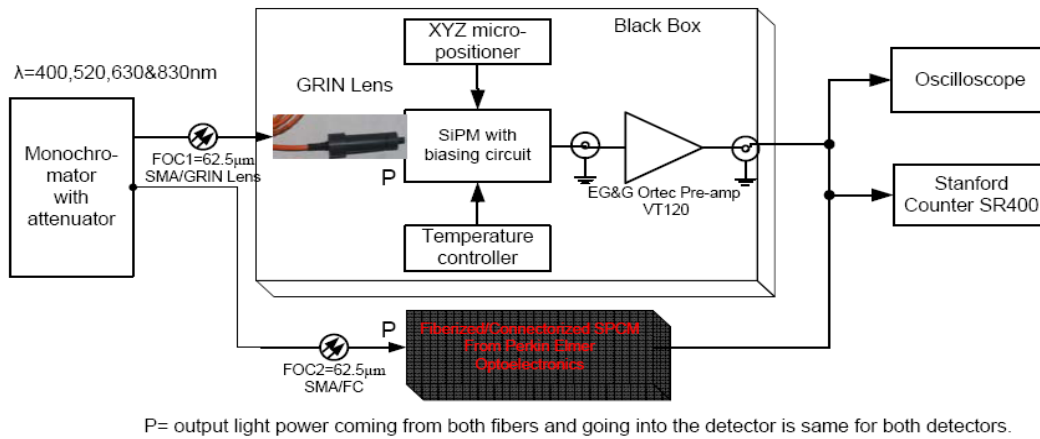 Black Box
XYZ micro-
positioner
λ=400,520,630&830nm
GRIN Lens
Oscilloscope
Monochro-
mator
with
attenuator
FOC1=62.5μm
SMA/GRIN Lens
SiPM with
biasing circuit
P
EG&G Ortec Pre-amp
VT120
Stanford
Counter SR400
Temperature
controller
P
Fiberized/Connectorized SPCM
From Perkin Elmer
Optoelectronics
FOC2=62.5μm
SMA/FC
P= output light power coming from both fibers and going into the detector is same for both detectors.